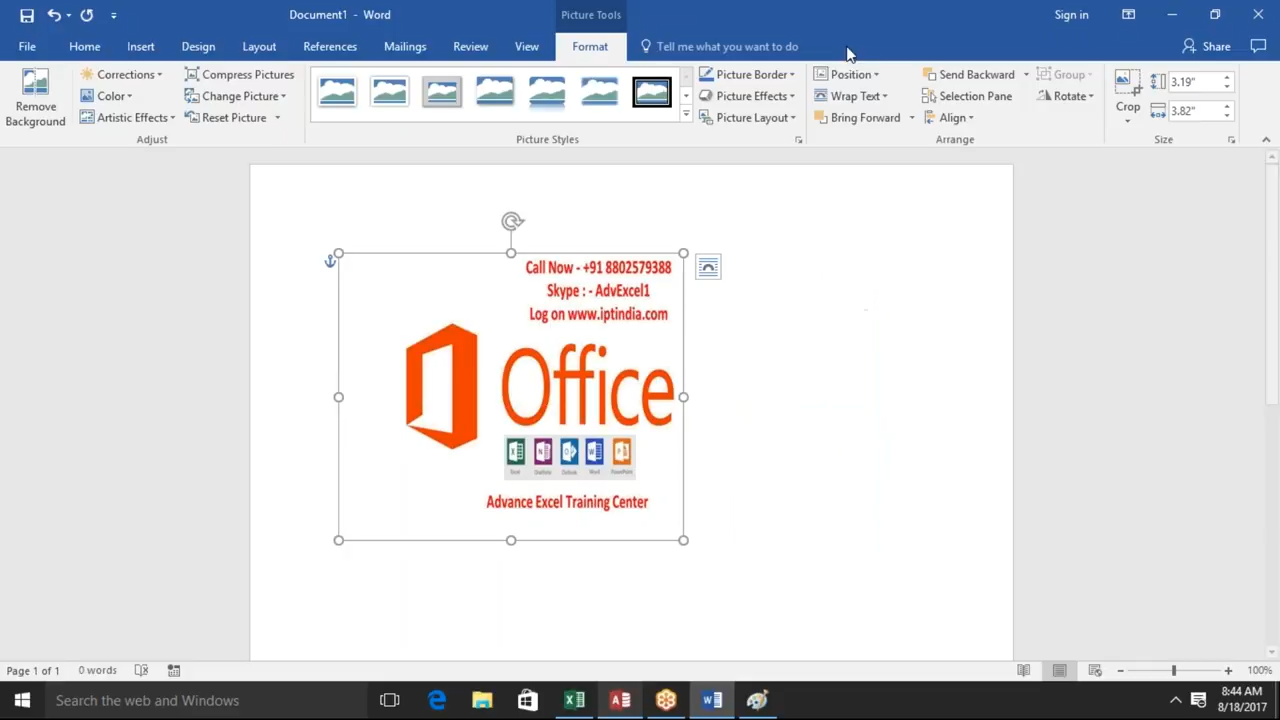 Document1 - Word
Picture Tools
Sign in
File
Home
Insert
Design
Layout
References
Mailings
Review
View
Format
Tell me what you want to do
Share
Remove
Background
Corrections
Color
Artistic Effects
Compress Pictures
Change Picture
Reset Picture
Adjust
Picture Styles
Picture Border
Picture Effects
Picture Layout
Position
Wrap Text
Bring Forward
Send Backward
Selection Pane
Align
Group
Rotate
Arrange
Crop
3.19"
3.82"
Size
Call Now - +91 8802579388
Skype : - AdvExcel1
Log on www.iptindia.com
Office
Excel OneNote Outlook Word PowerPoint
Advance Excel Training Center
Page 1 of 1
0 words
100%
Search the web and Windows
8:44 AM
8/18/2017